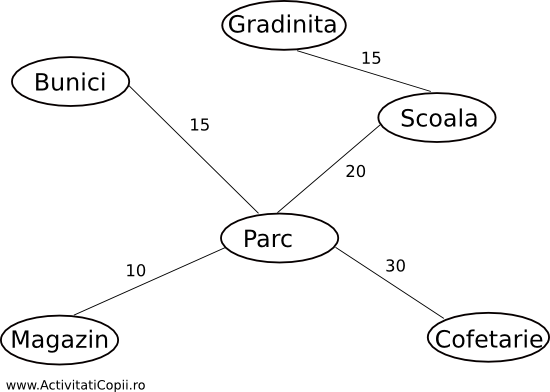 Gradinita
15
Bunici
Scoala
15
20
Parc
30
10
Magazin
Cofetarie
www.ActivitatiCopii.ro